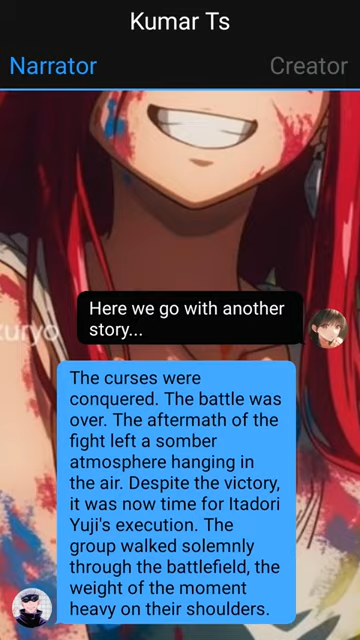 Kumar Ts
Narrator
Creator
Here we go with another
story...
xuryo
The curses were
conquered. The battle was
over. The aftermath of the
fight left a somber
atmosphere hanging in
the air. Despite the victory,
it was now time for Itadori
Yuji's execution. The
group walked solemnly
through the battlefield, the
weight of the moment
heavy on their shoulders.